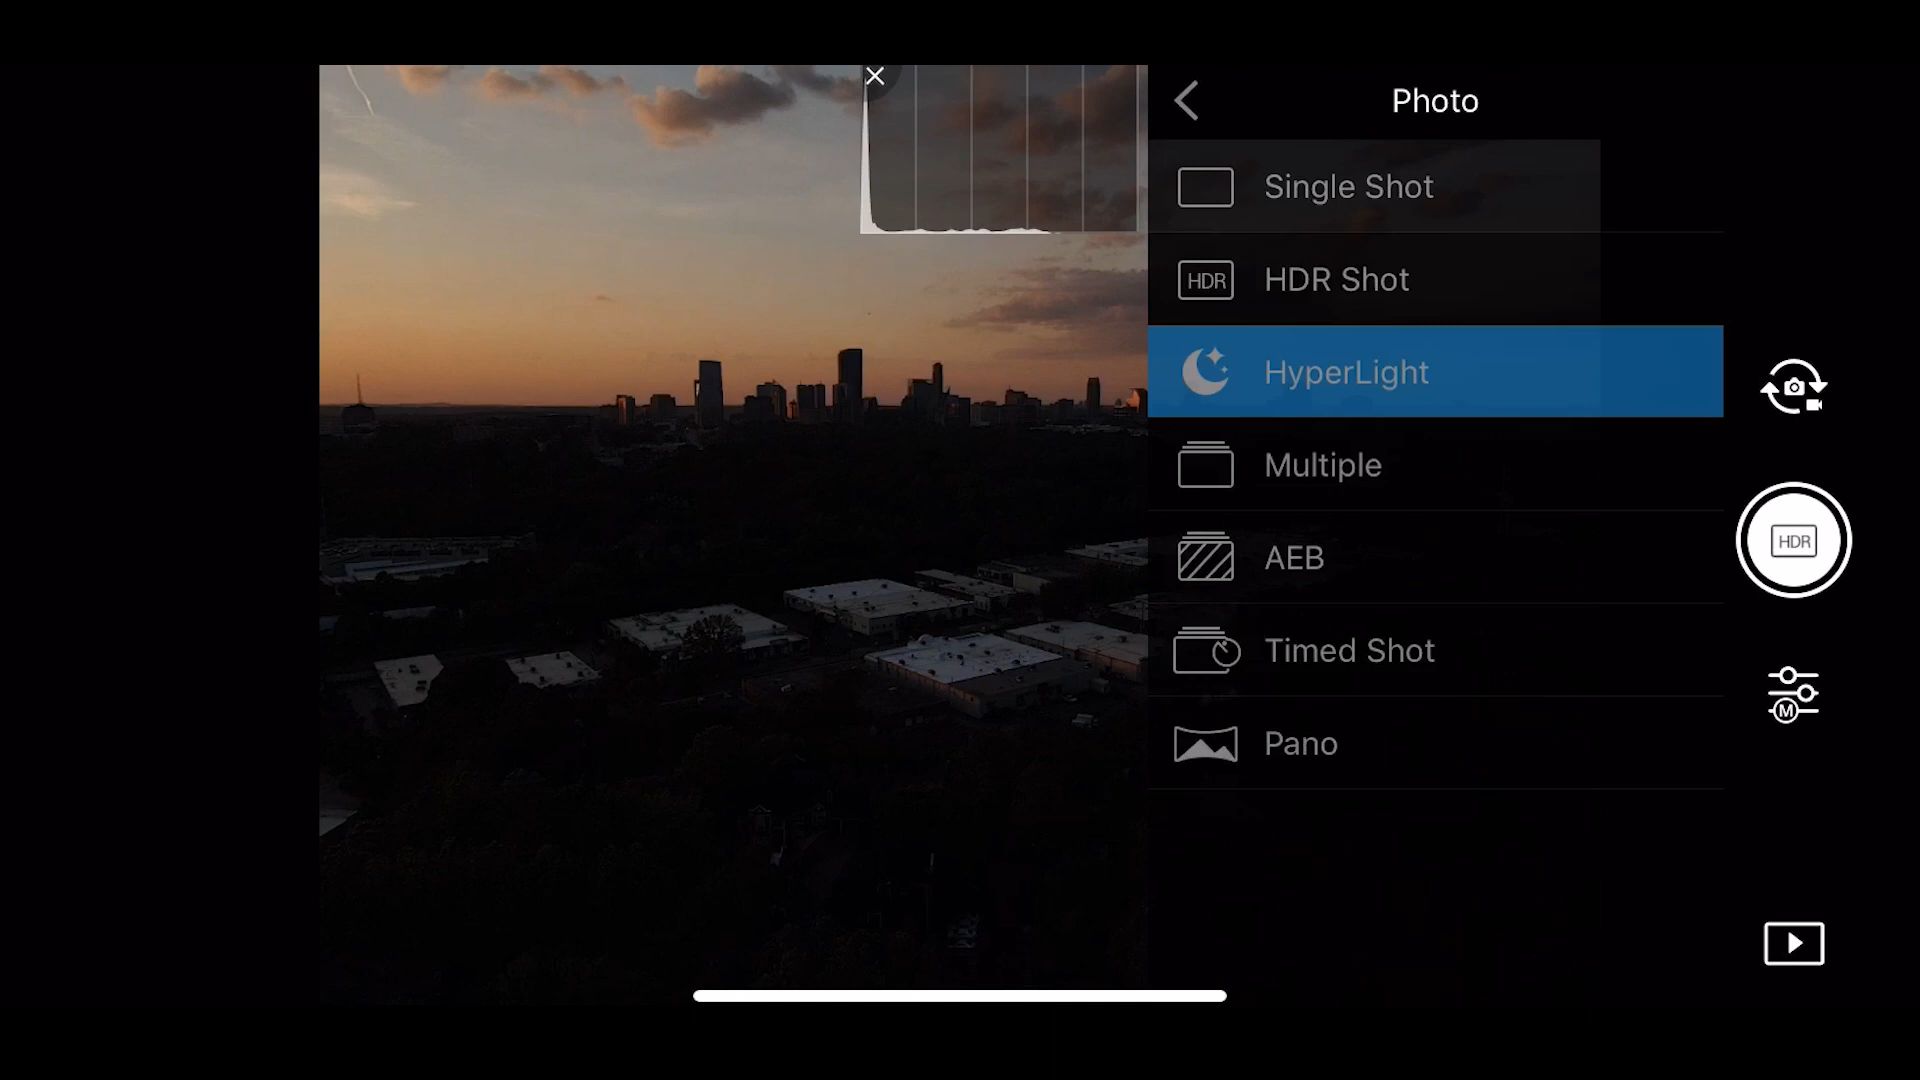 Photo
Single Shot
HDR HDR Shot
HyperLight
Multiple
AEB
Timed Shot
Pano
HDR
M